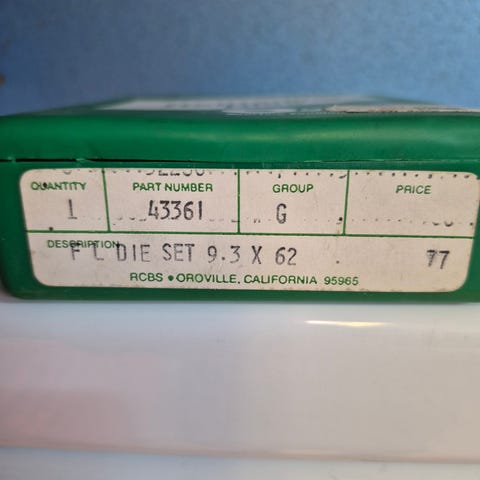 QUANTITY PART NUMBER GROUP PRICE
1 43361 G
DESCRIPTION
F L DIE SET 9.3 X 62 . 77
RCBS • OROVILLE, CALIFORNIA 95965